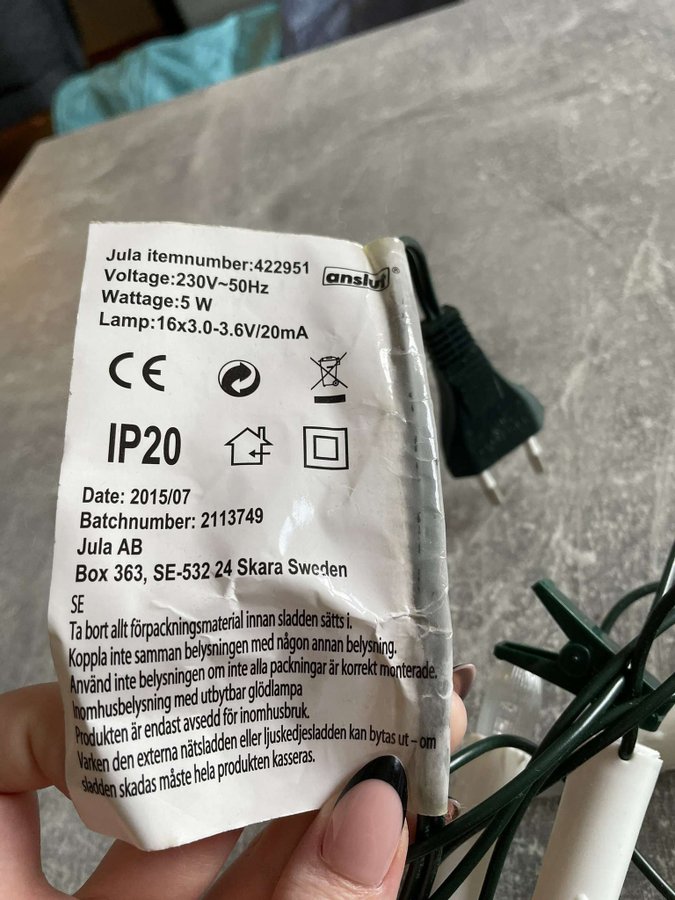 Jula itemnumber:422951
anslut®
Voltage:230V~50Hz
Wattage:5 W
Lamp:16x3.0-3.6V/20mA
CE
IP20
Date: 2015/07
Batchnumber: 2113749
Jula AB
Box 363, SE-532 24 Skara Sweden
SE
Ta bort allt förpackningsmaterial innan sladden sätts i.
Koppla inte samman belysningen med någon annan belysning.
Använd inte belysningen om inte alla packningar är korrekt monterade.
Inomhusbelysning med utbytbar glödlampa
Produkten är endast avsedd för inomhusbruk.
Varken den externa nätsladden eller ljuskedjesladden kan bytas ut – om
sladden skadas måste hela produkten kasseras.